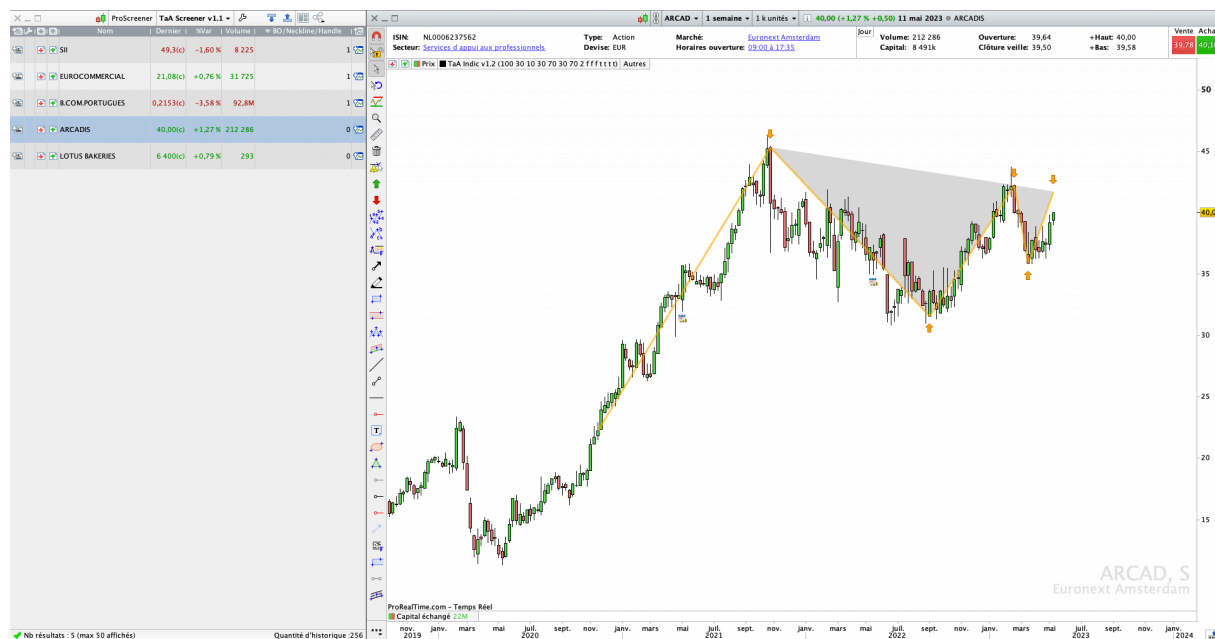 ProScreener TaA Screener v1.1
Nom Dernier %Var Volume BO/Neckline/Handle
SII 49,3(c) -1,60 % 8 225 1
EUROCOMMERCIAL 21,08(c) +0,76 % 31 725 1
B.COM.PORTUGUES 0,2153(c) -3,58 % 92,8M 1
ARCADIS 40,00(c) +1,27 % 212 286 0
LOTUS BAKERIES 6 400(c) +0,79 % 293 0
Nb résultats : 5 (max 50 affichés) Quantité d'historique :256
ARCAD 1 semaine 1 k unités 40,00 (+1,27 % +0,50) 11 mai 2023 ARCADIS
ISIN: NL0006237562 Type: Action Marché: Euronext Amsterdam Jour Volume: 212 286 Ouverture: 39,64 +Haut: 40,00 Vente Acha
Secteur: Services d appui aux professionnels Devise: EUR Horaires ouverture: 09:00 à 17:35 Capital: 8 491k Clôture veille: 39,50 +Bas: 39,58 39,78 40,10
Prix TaA Indic v1.2 (100 30 10 30 70 30 70 2 f f f t t t t) Autres
50
45
40,0
35
30
25
20
15
ARCAD, S
Euronext Amsterdam
ProRealTime.com - Temps Réel
Capital échangé 22M
nov. janv. mars mai juil. sept. nov. janv. mars mai juil. sept. nov. janv. mars mai juil. sept. nov. janv. mars mai juil. sept. nov. janv.
2019 2020 2021 2022 2023 2024